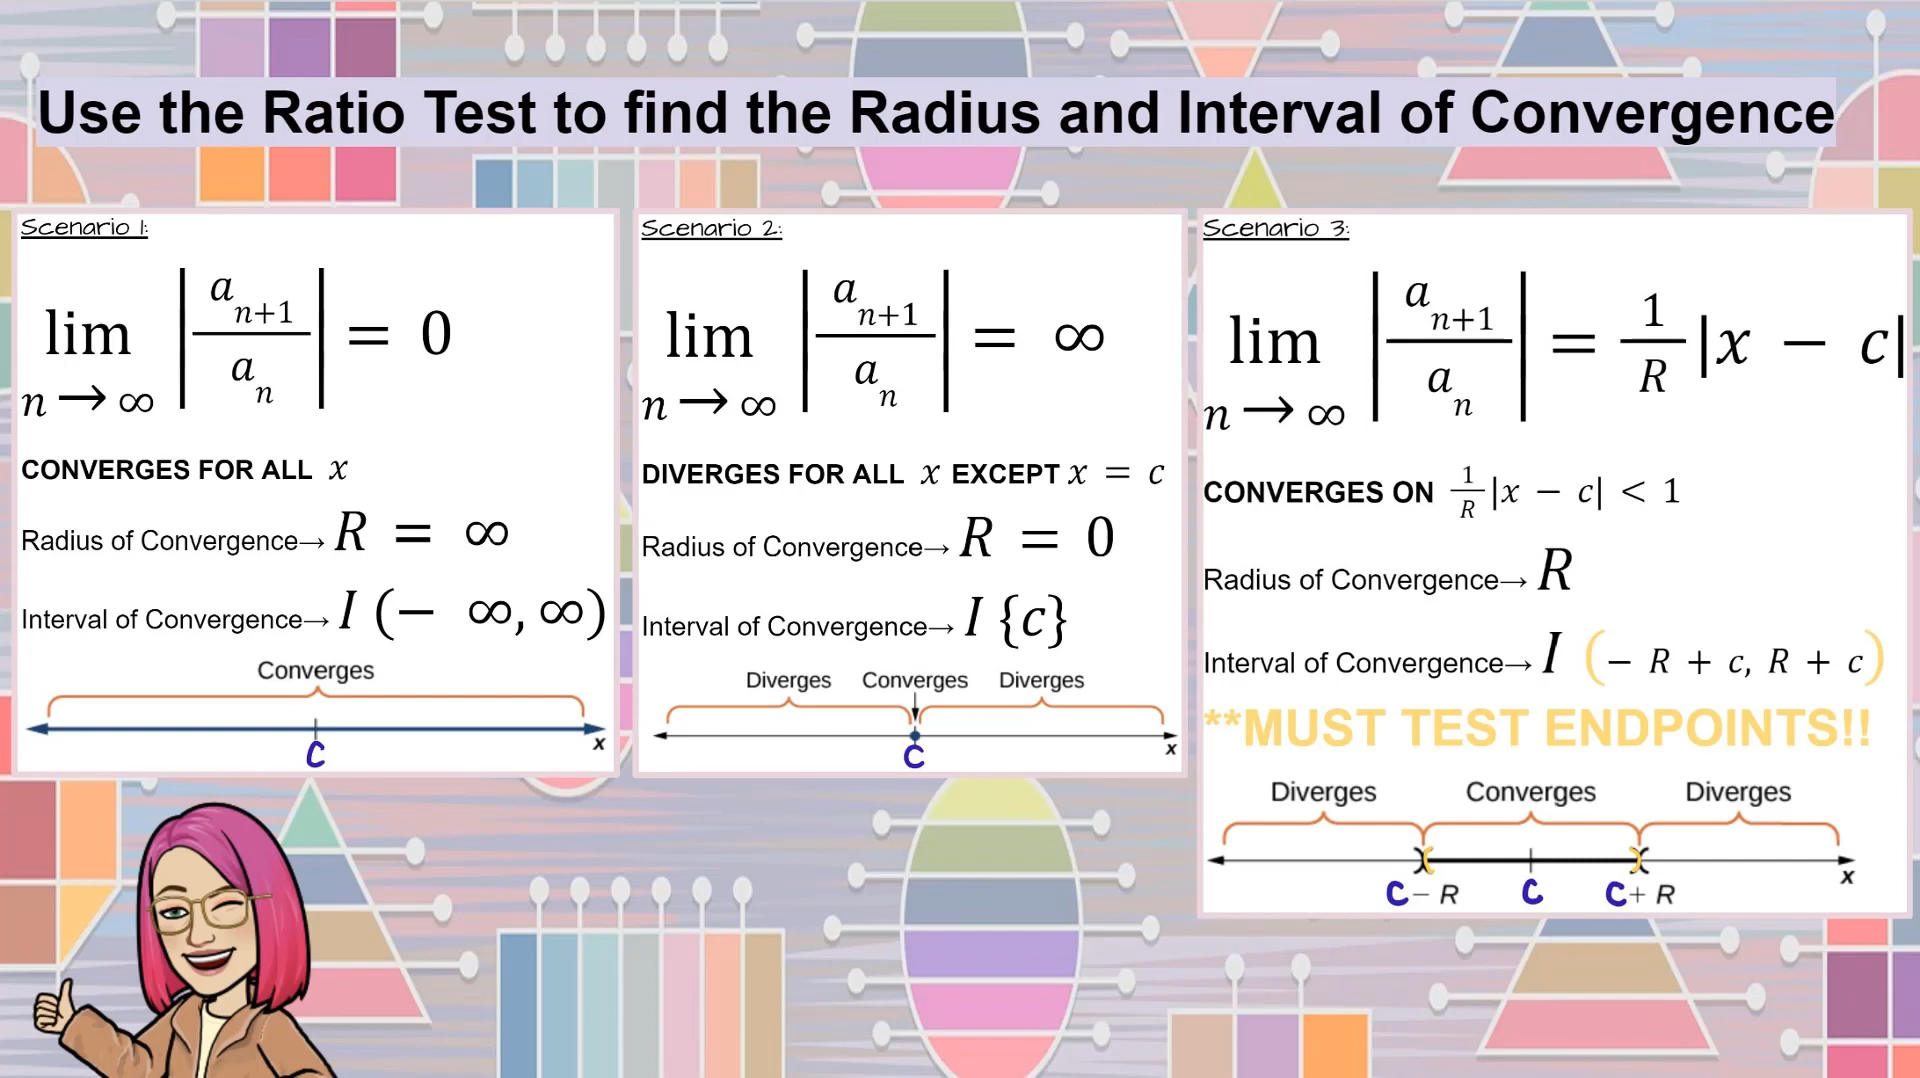 Use the Ratio Test to find the Radius and Interval of Convergence
Scenario 1:
lim n→∞ |a_{n+1}/a_n| = 0
CONVERGES FOR ALL x
Radius of Convergence→ R = ∞
Interval of Convergence→ I (− ∞, ∞)
Converges
x
c
Scenario 2:
lim n→∞ |a_{n+1}/a_n| = ∞
DIVERGES FOR ALL x EXCEPT x = c
Radius of Convergence→ R = 0
Interval of Convergence→ I {c}
Diverges Converges Diverges
x
c
Scenario 3:
lim n→∞ |a_{n+1}/a_n| = 1/R |x − c|
CONVERGES ON 1/R |x − c| < 1
Radius of Convergence→ R
Interval of Convergence→ I (− R + c, R + c)
**MUST TEST ENDPOINTS!!
Diverges Converges Diverges
x
c − R c c + R